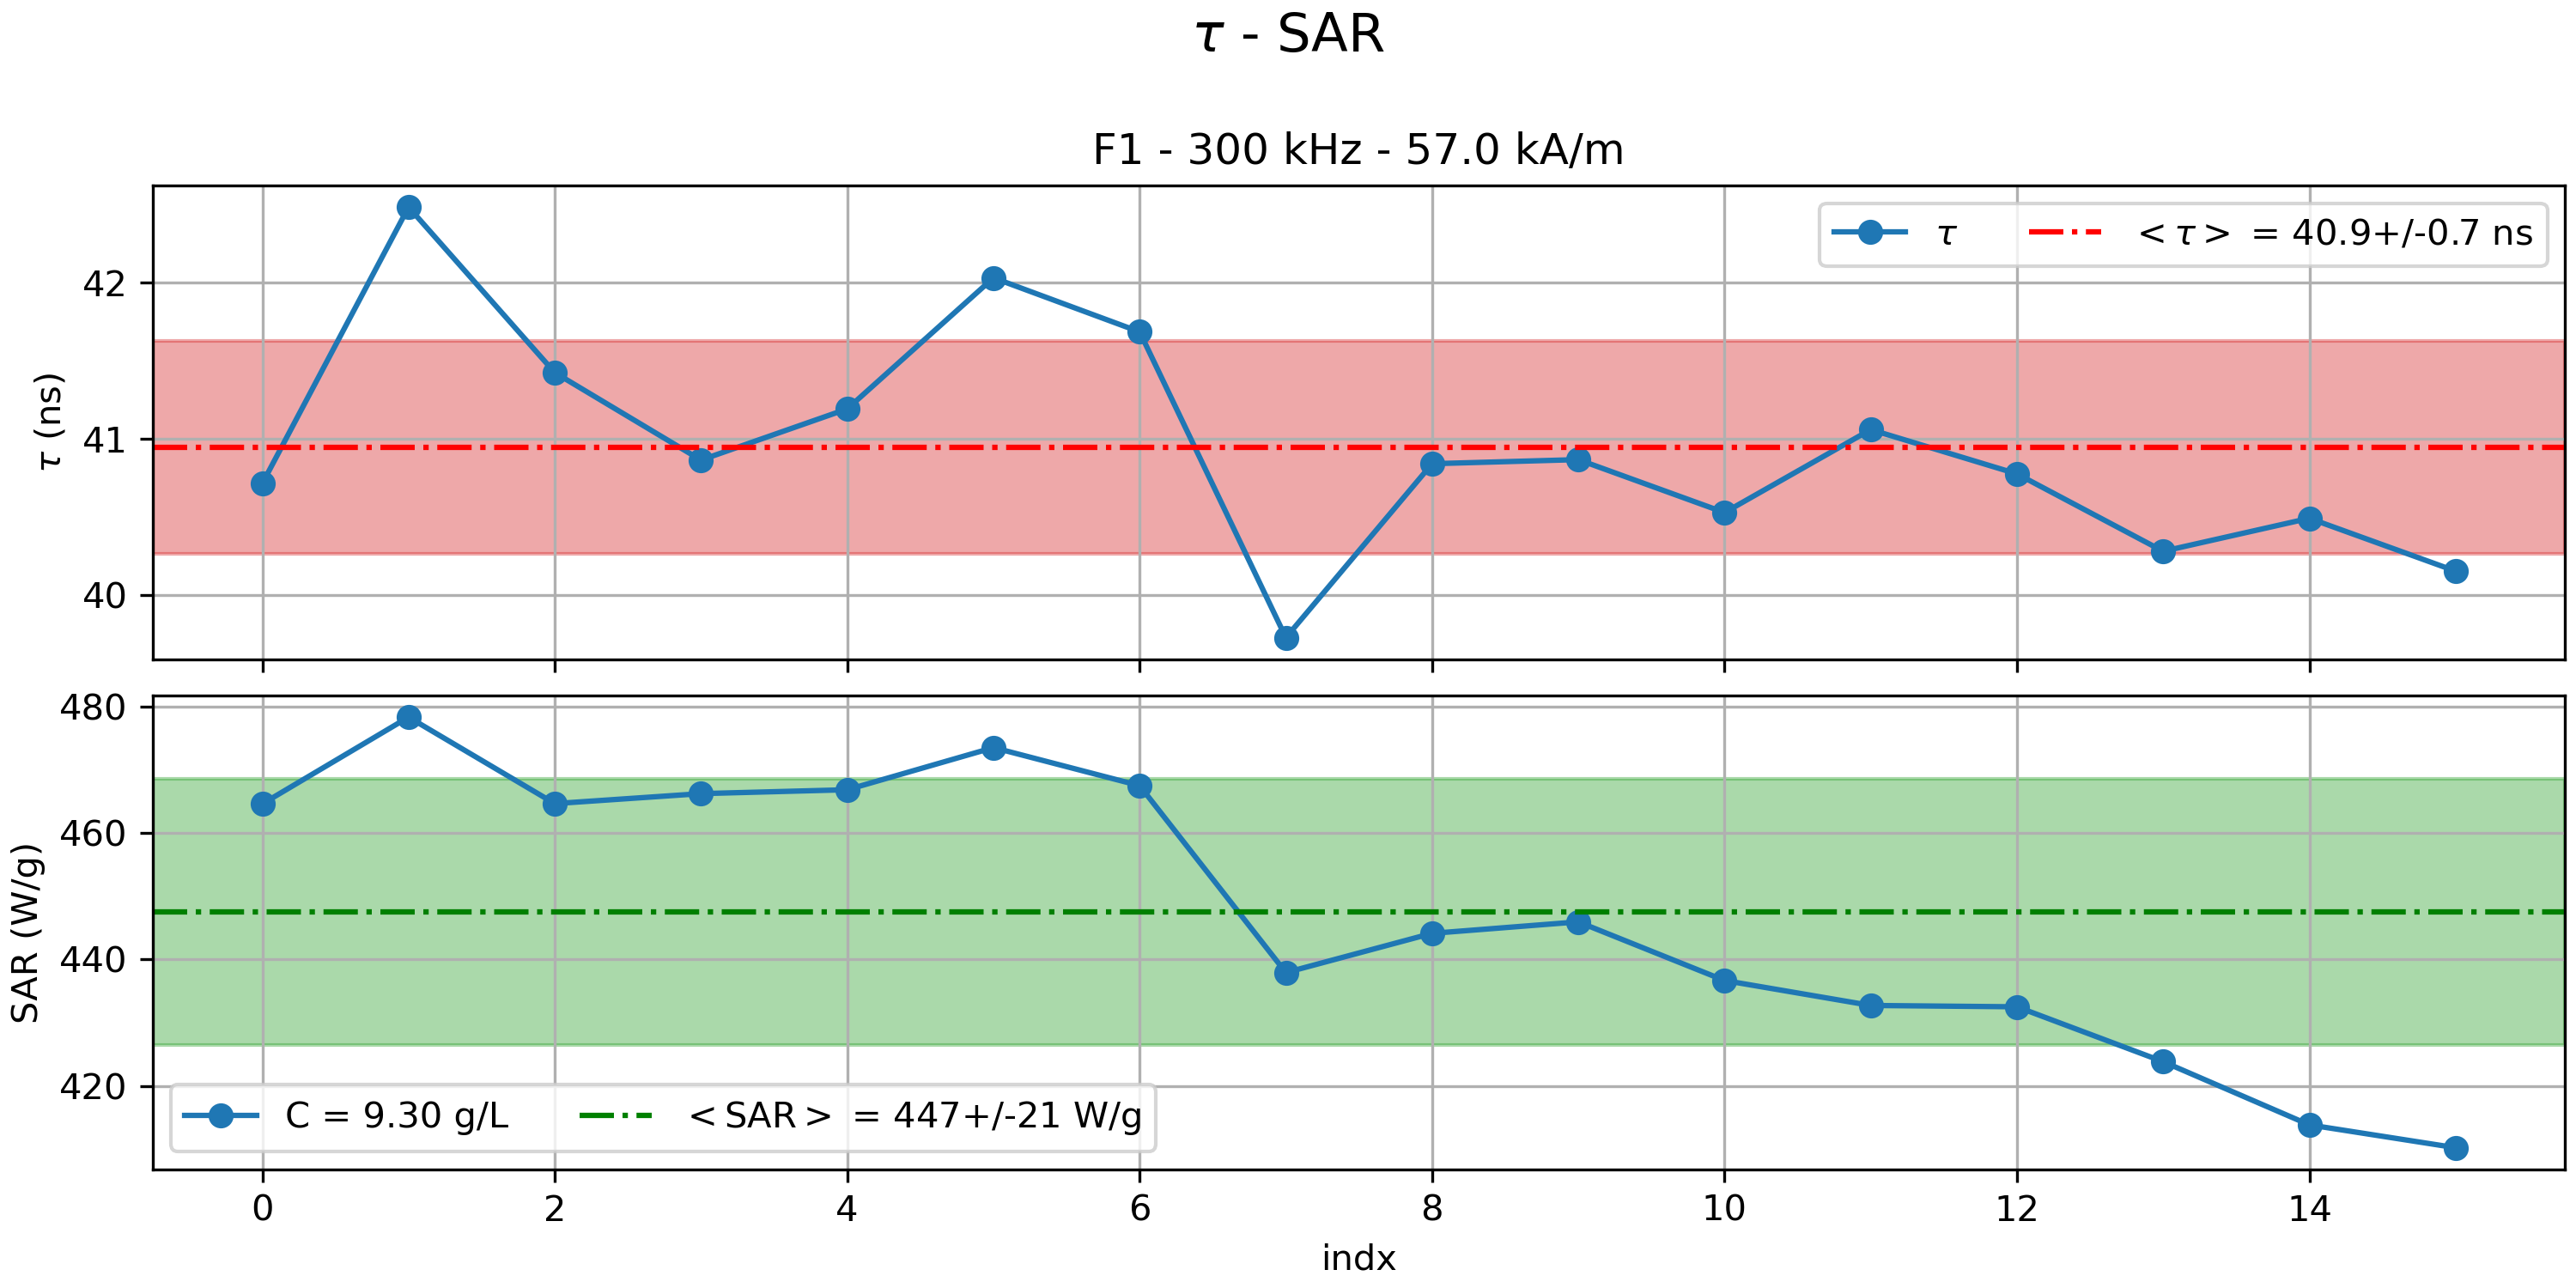 τ - SAR
F1 - 300 kHz - 57.0 kA/m
τ
<τ> = 40.9+/-0.7 ns
42
41
40
τ (ns)
480
460
440
420
SAR (W/g)
C = 9.30 g/L
<SAR> = 447+/-21 W/g
0 2 4 6 8 10 12 14
indx